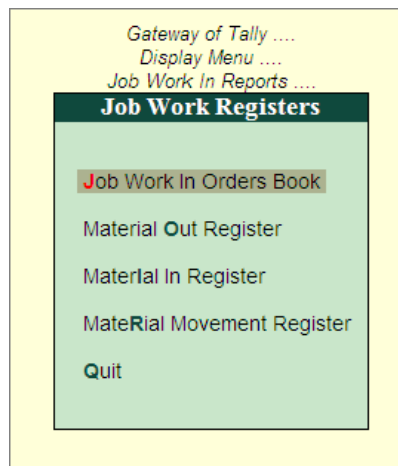 Gateway of Tally ....
Display Menu ....
Job Work In Reports ....
Job Work Registers
Job Work In Orders Book
Material Out Register
MaterIal In Register
MateRial Movement Register
Quit